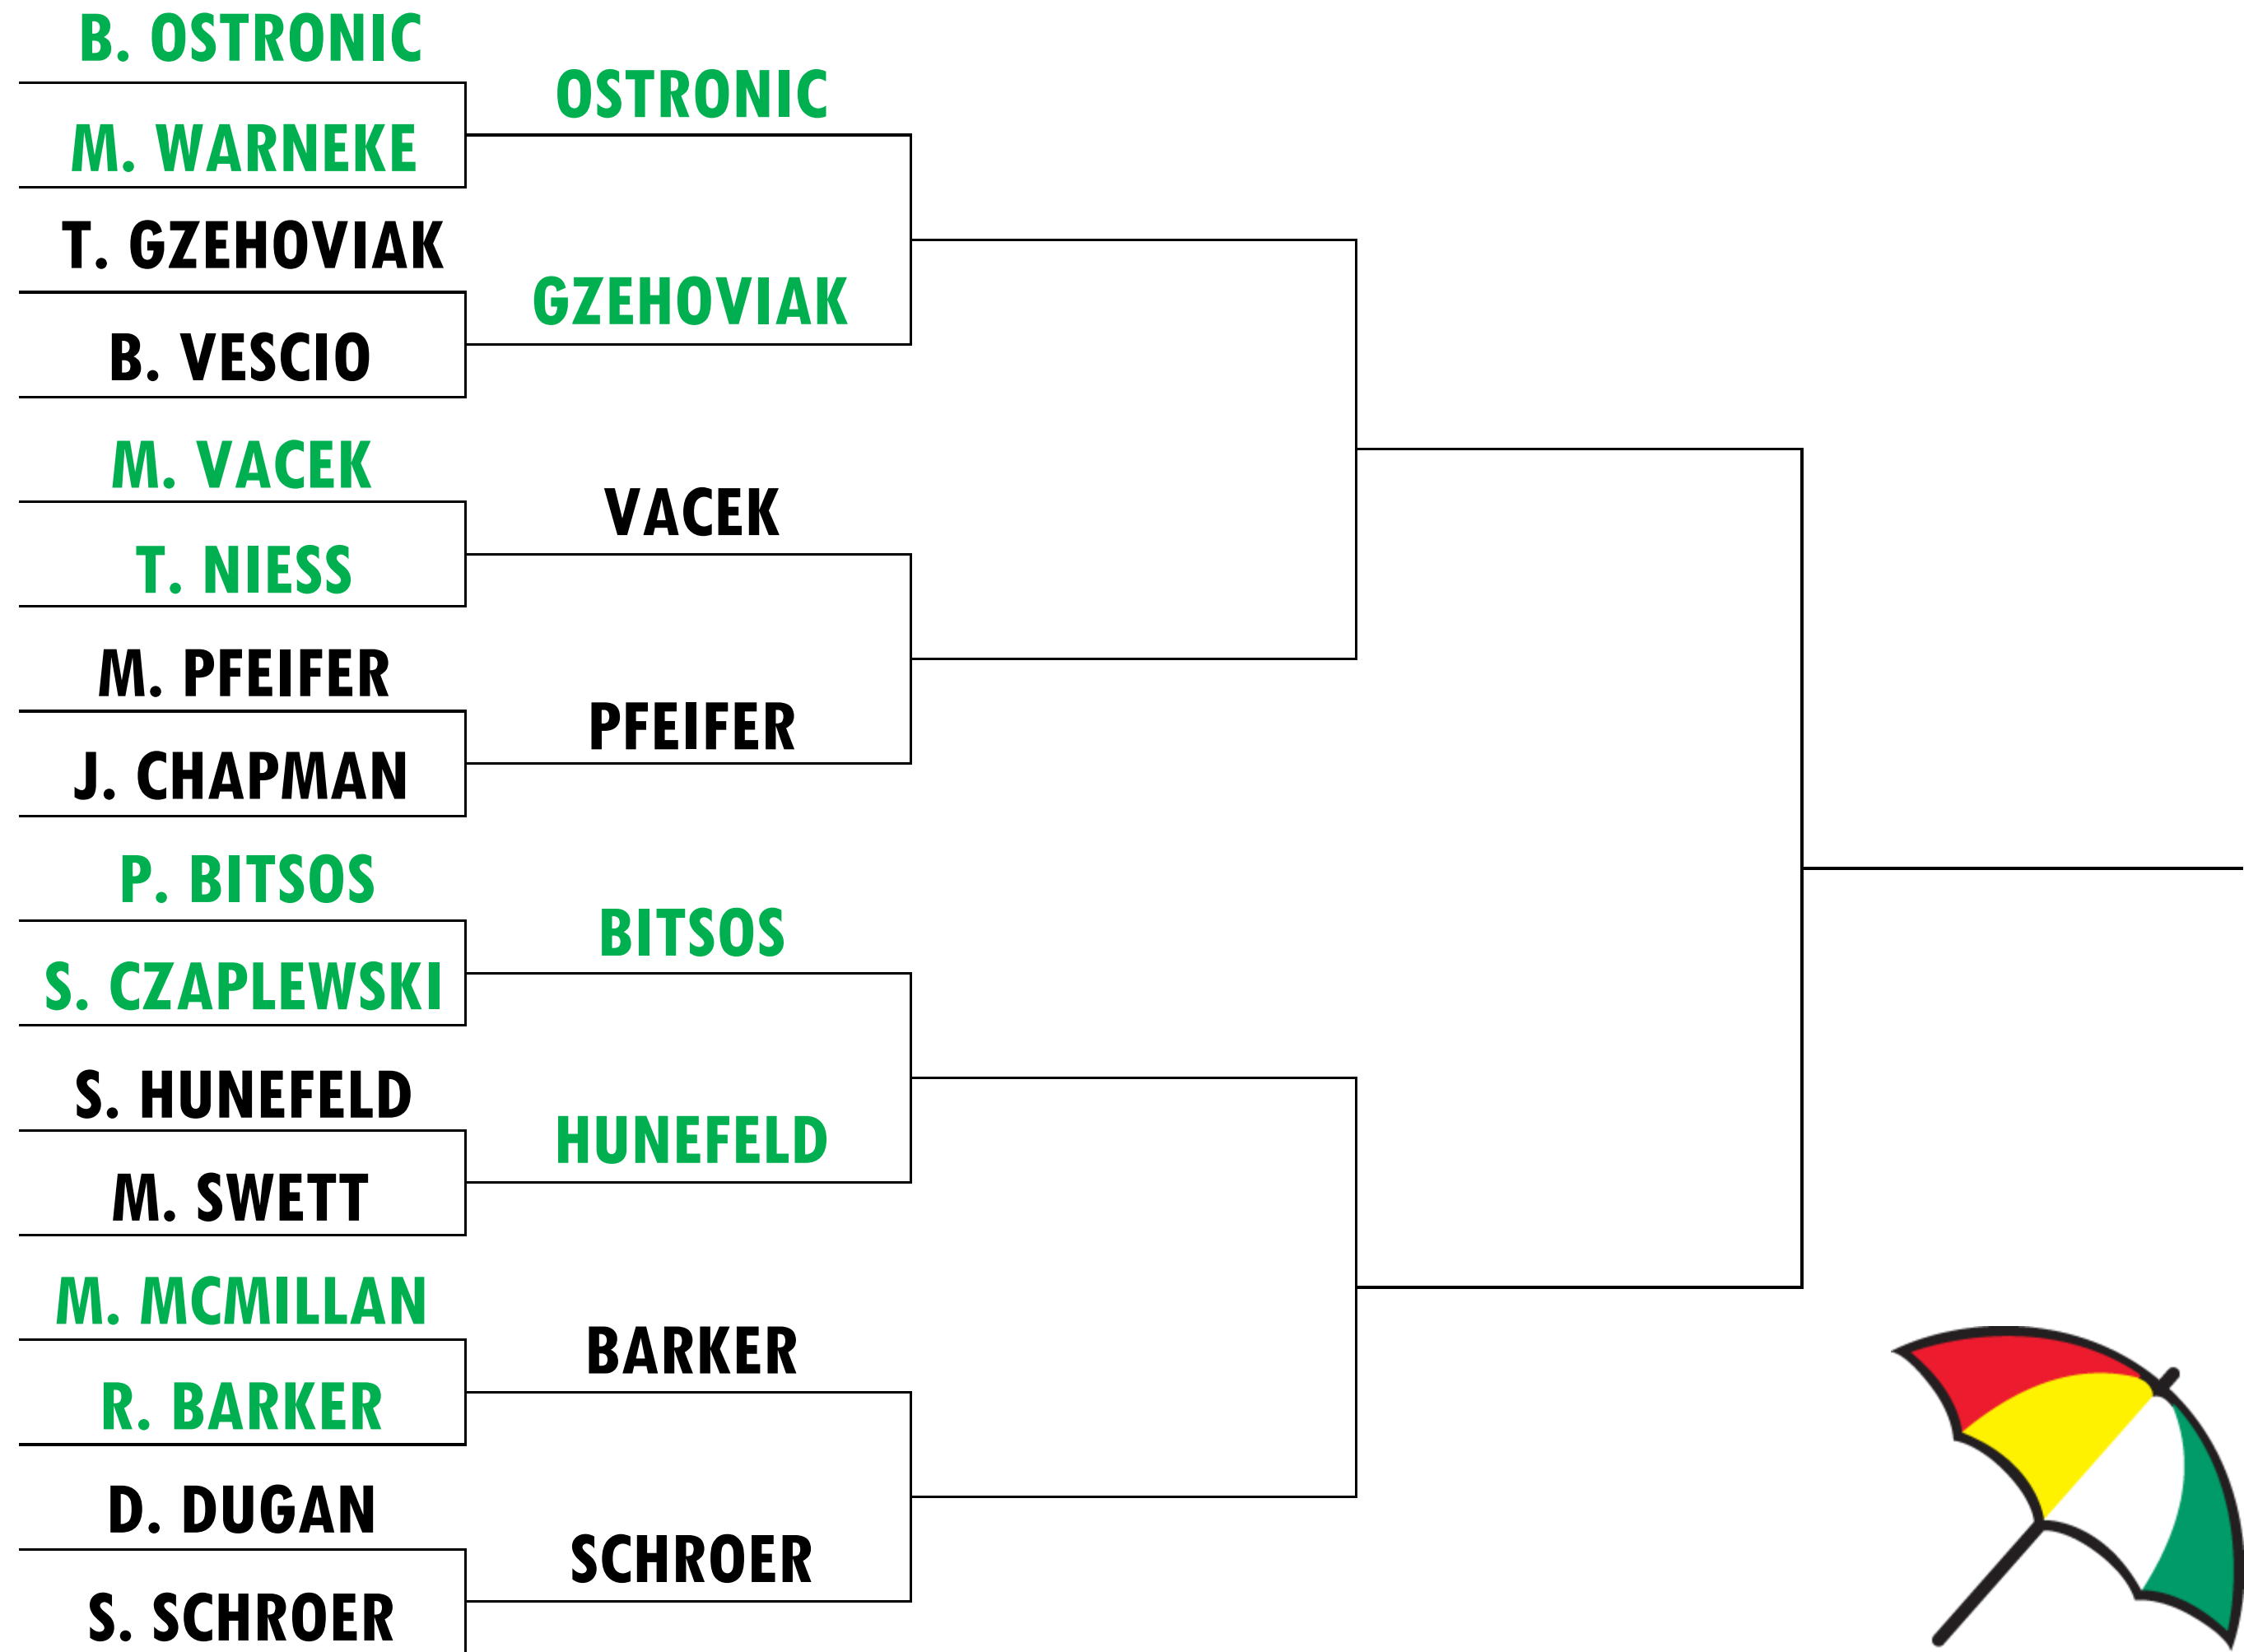 B. OSTRONIC
M. WARNEKE
T. GZEHOVIAK
B. VESCIO
M. VACEK
T. NIESS
M. PFEIFER
J. CHAPMAN
P. BITSOS
S. CZAPLEWSKI
S. HUNEFELD
M. SWETT
M. MCMILLAN
R. BARKER
D. DUGAN
S. SCHROER
OSTRONIC
GZEHOVIAK
VACEK
PFEIFER
BITSOS
HUNEFELD
BARKER
SCHROER